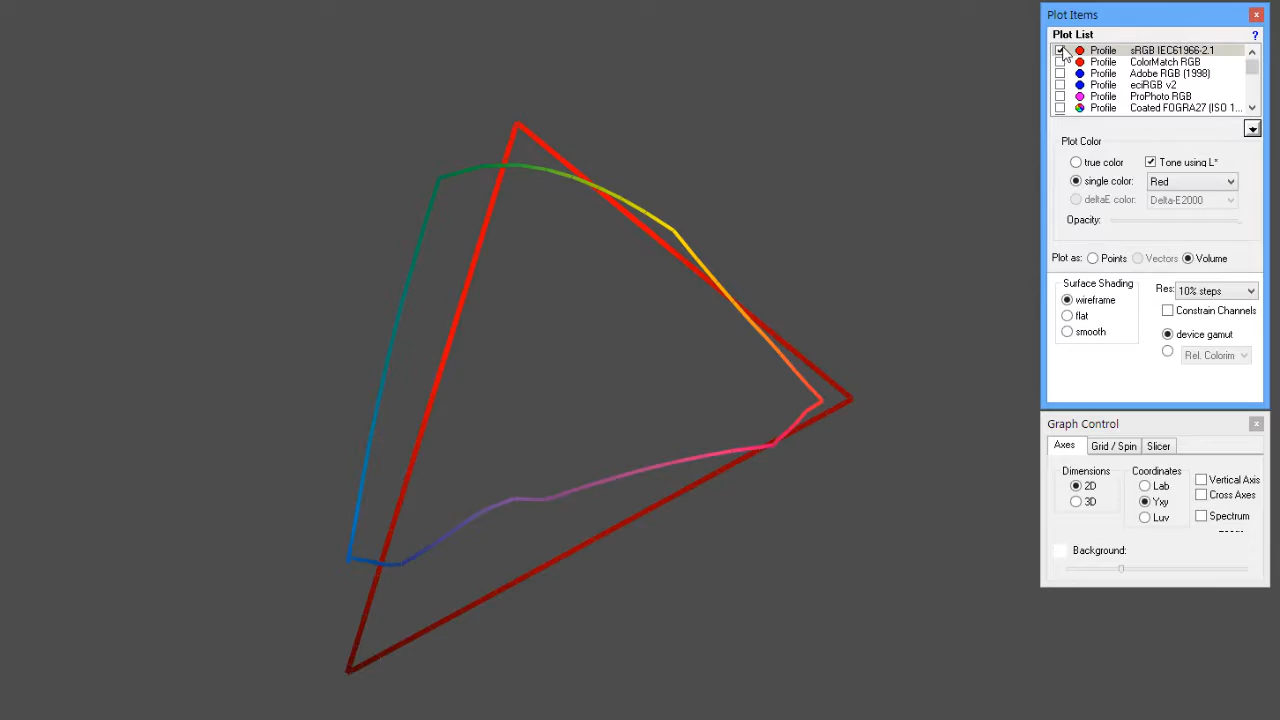 Plot Items
Plot List ?
Profile sRGB IEC61966-2.1
Profile ColorMatch RGB
Profile Adobe RGB (1998)
Profile eciRGB v2
Profile ProPhoto RGB
Profile Coated FOGRA27 (ISO 1...
Plot Color
true color Tone using L*
single color: Red
deltaE color: Delta-E2000
Opacity:
Plot as: Points Vectors Volume
Surface Shading
Res: 10% steps
wireframe
Constrain Channels
flat
smooth
device gamut
Rel. Colorim
Graph Control
Axes Grid / Spin Slicer
Dimensions Coordinates
2D Lab Vertical Axis
3D Yxy Cross Axes
Luv Spectrum
Background: